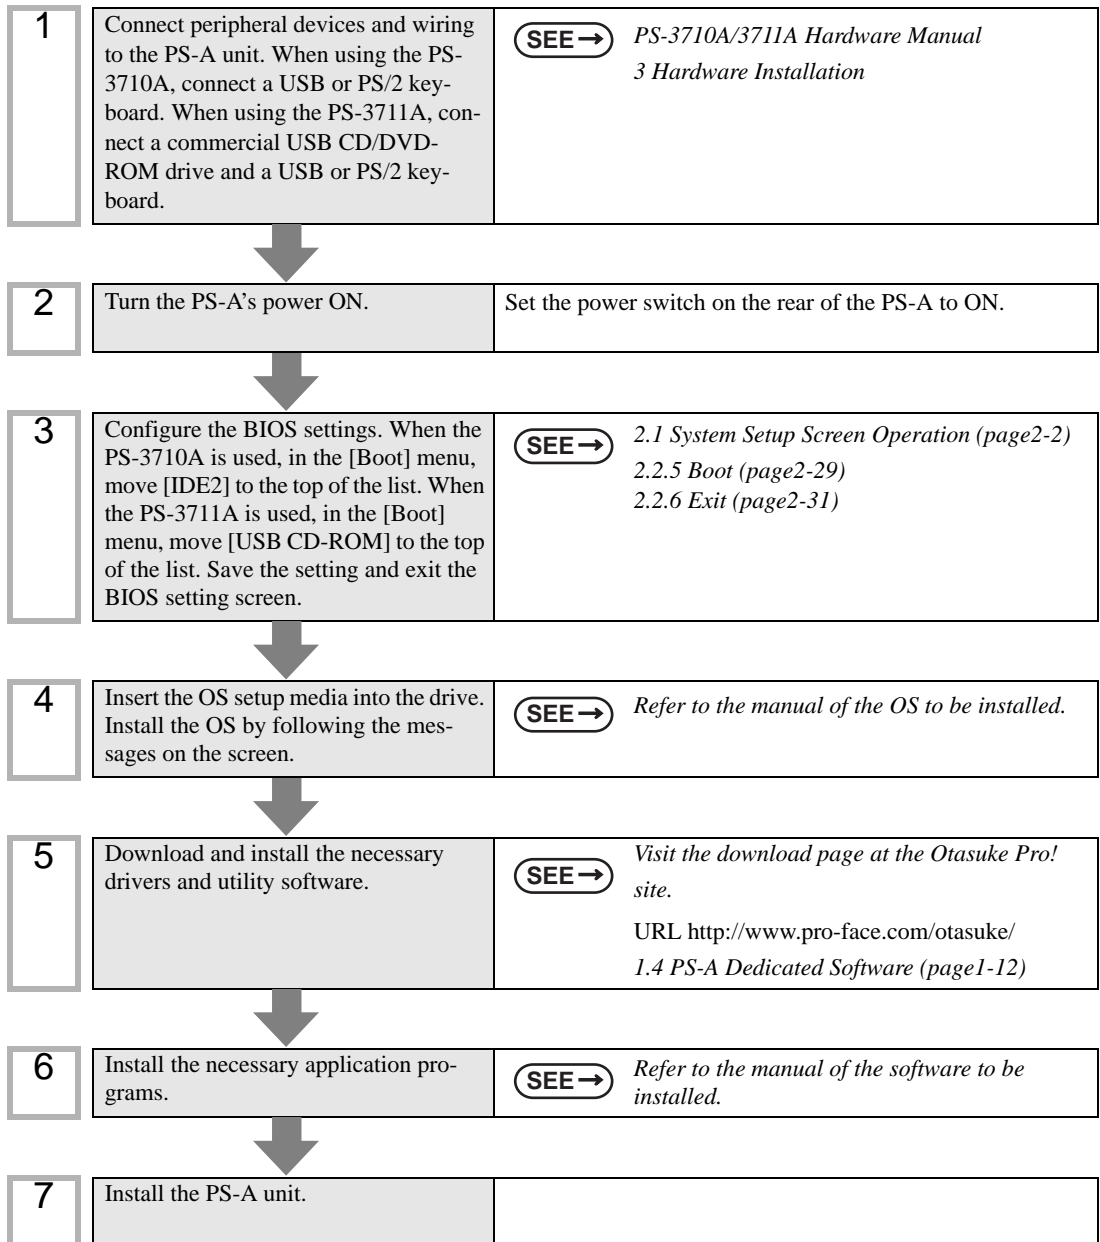 1
Connect peripheral devices and wiring
to the PS-A unit. When using the PS-
3710A, connect a USB or PS/2 key-
board. When using the PS-3711A, con-
nect a commercial USB CD/DVD-
ROM drive and a USB or PS/2 key-
board.
SEE→
PS-3710A/3711A Hardware Manual
3 Hardware Installation
2
Turn the PS-A's power ON.
Set the power switch on the rear of the PS-A to ON.
3
Configure the BIOS settings. When the
PS-3710A is used, in the [Boot] menu,
move [IDE2] to the top of the list. When
the PS-3711A is used, in the [Boot]
menu, move [USB CD-ROM] to the top
of the list. Save the setting and exit the
BIOS setting screen.
SEE→
2.1 System Setup Screen Operation (page2-2)
2.2.5 Boot (page2-29)
2.2.6 Exit (page2-31)
4
Insert the OS setup media into the drive.
Install the OS by following the mes-
sages on the screen.
SEE→
Refer to the manual of the OS to be installed.
5
Download and install the necessary
drivers and utility software.
SEE→
Visit the download page at the Otasuke Pro!
site.
URL http://www.pro-face.com/otasuke/
1.4 PS-A Dedicated Software (page1-12)
6
Install the necessary application pro-
grams.
SEE→
Refer to the manual of the software to be
installed.
7
Install the PS-A unit.